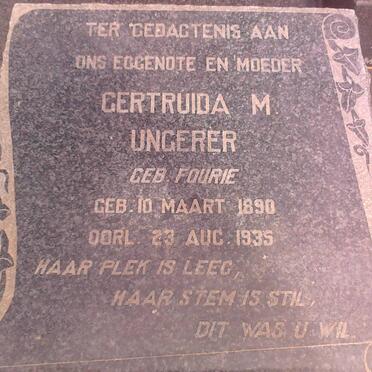 TER GEDAGTENIS AAN
ONS EGGENOTE EN MOEDER
GERTRUIDA M.
UNGERER
GEB. FOURIE
GEB. 10 MAART 1890
OORL. 23 AUG. 1935
HAAR PLEK IS LEEG,
HAAR STEM IS STIL,
DIT WAS U WIL.